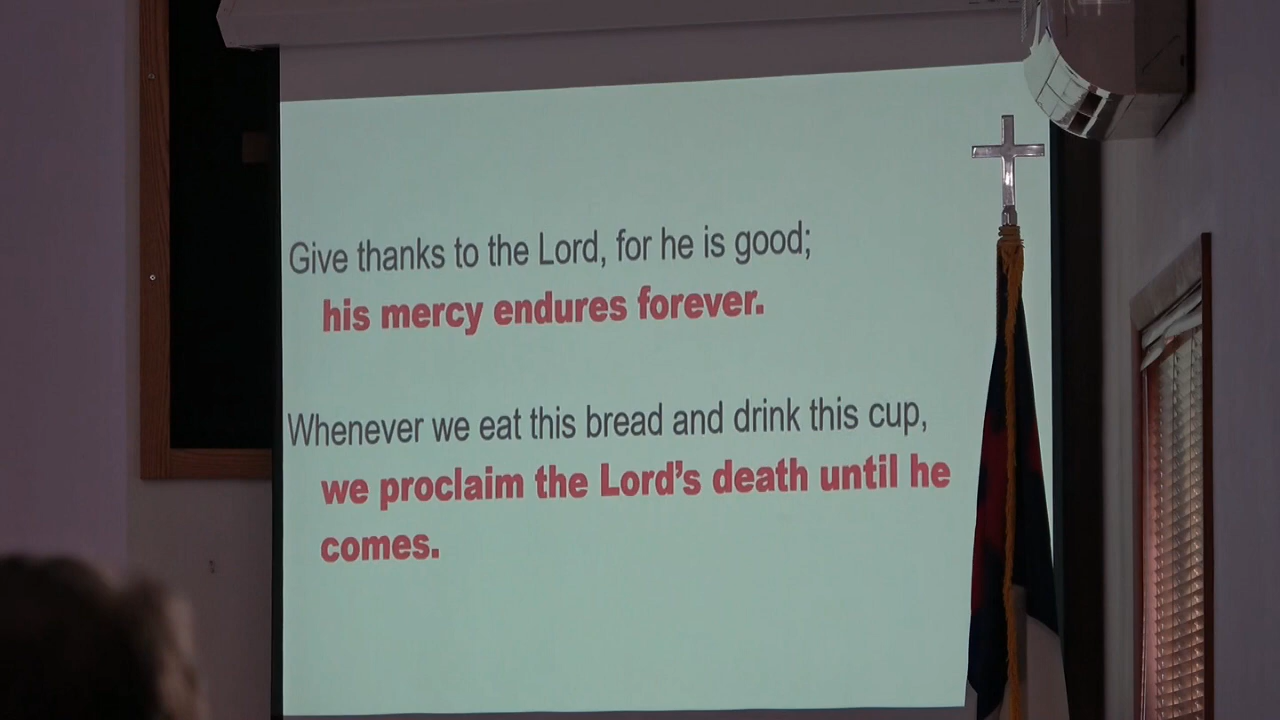 Give thanks to the Lord, for he is good;
his mercy endures forever.
Whenever we eat this bread and drink this cup,
we proclaim the Lord’s death until he
comes.